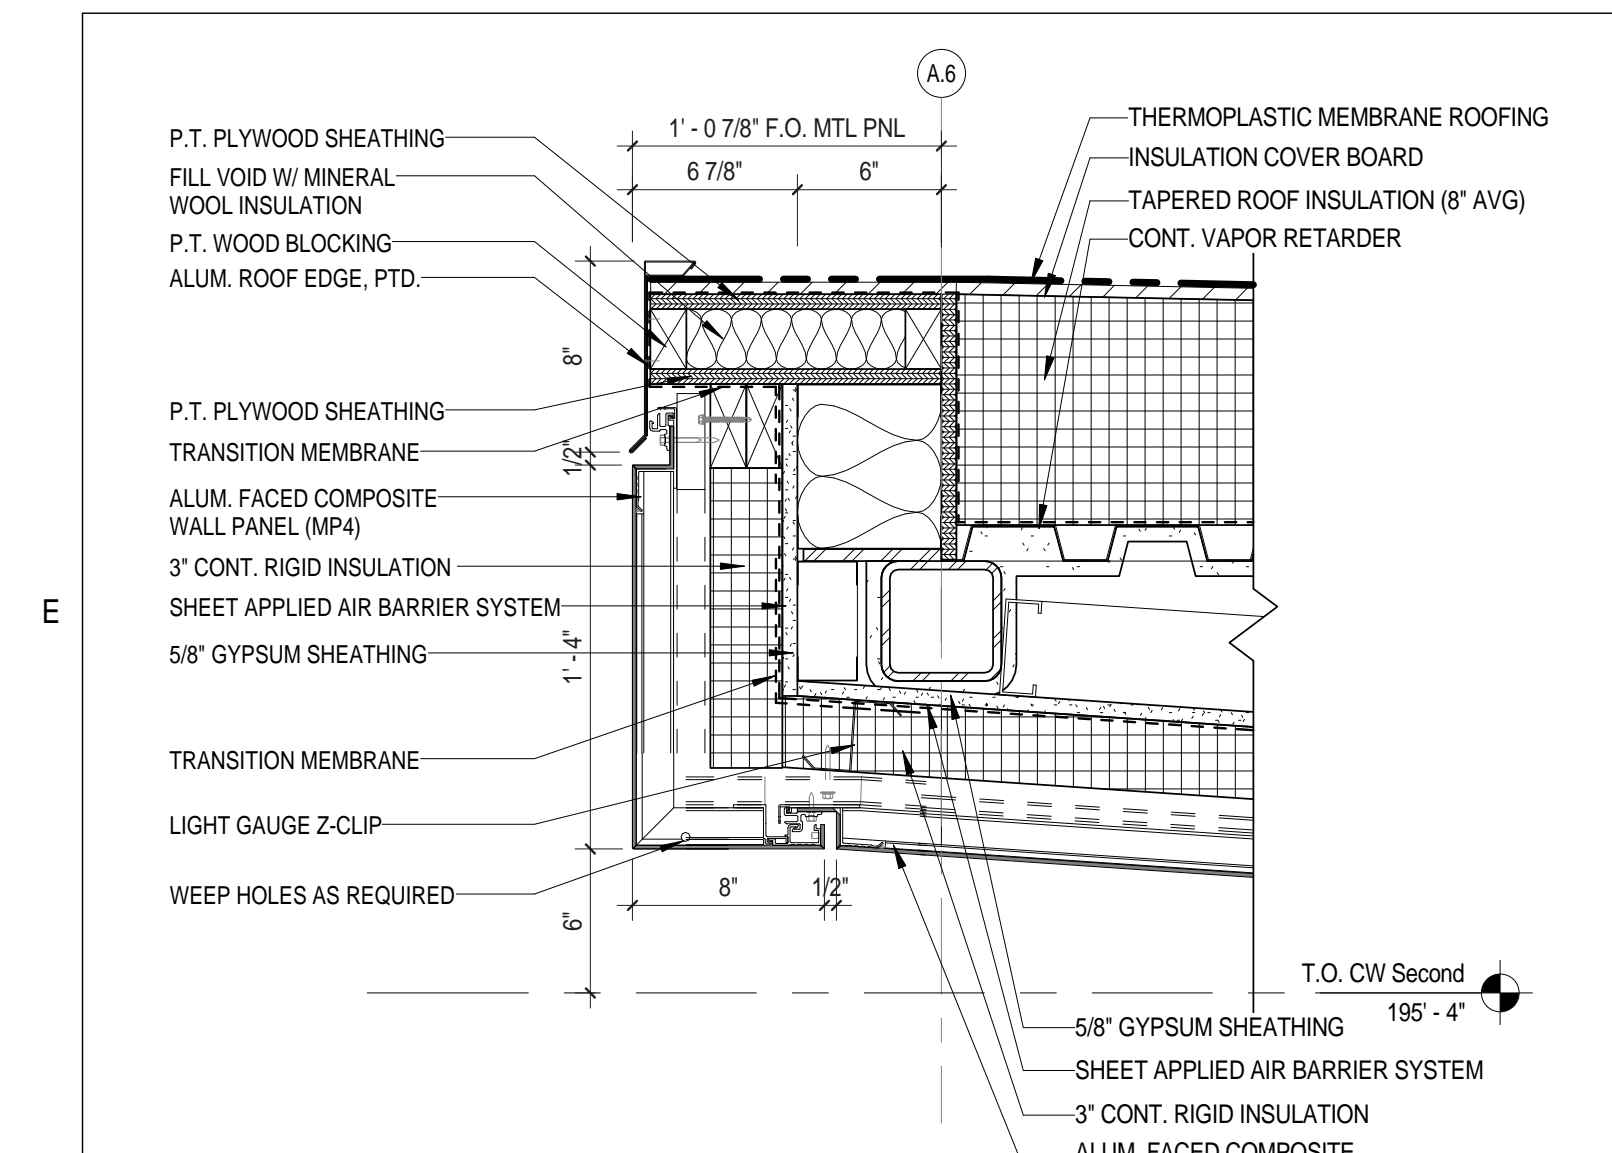 A.6
1' - 0 7/8" F.O. MTL PNL
6 7/8"
6"
P.T. PLYWOOD SHEATHING
FILL VOID W/ MINERAL
WOOL INSULATION
P.T. WOOD BLOCKING
ALUM. ROOF EDGE, PTD.
P.T. PLYWOOD SHEATHING
TRANSITION MEMBRANE
ALUM. FACED COMPOSITE
WALL PANEL (MP4)
3" CONT. RIGID INSULATION
SHEET APPLIED AIR BARRIER SYSTEM
5/8" GYPSUM SHEATHING
TRANSITION MEMBRANE
LIGHT GAUGE Z-CLIP
WEEP HOLES AS REQUIRED
E
8"
1/2"
1' - 4"
6"
8"
1/2"
THERMOPLASTIC MEMBRANE ROOFING
INSULATION COVER BOARD
TAPERED ROOF INSULATION (8" AVG)
CONT. VAPOR RETARDER
T.O. CW Second
195' - 4"
5/8" GYPSUM SHEATHING
SHEET APPLIED AIR BARRIER SYSTEM
3" CONT. RIGID INSULATION
ALUM. FACED COMPOSITE